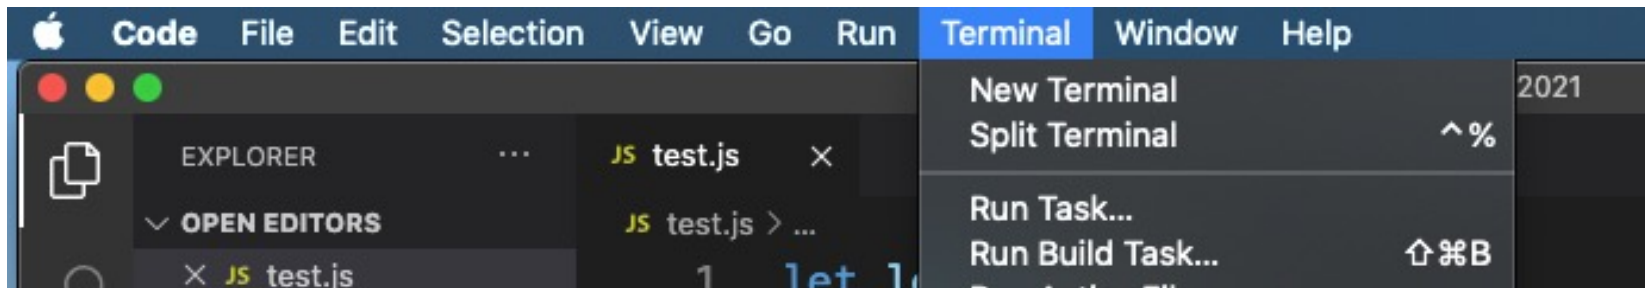 Code File Edit Selection View Go Run Terminal Window Help
New Terminal
2021
Split Terminal ^%
EXPLORER ...
JS test.js ×
OPEN EDITORS
JS test.js > ...
Run Task...
Run Build Task... ⇧⌘B
× JS test.js
1 let